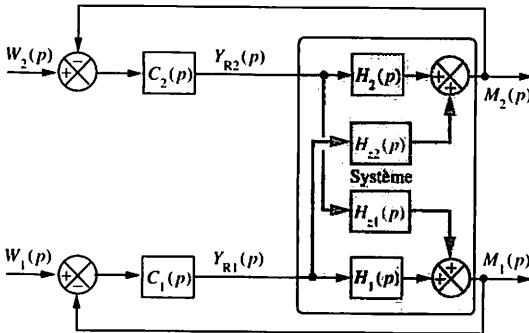 W₂(p)
C₂(p)
Y_R2(p)
H₂(p)
M₂(p)
H_z2(p)
Système
H_z1(p)
W₁(p)
C₁(p)
Y_R1(p)
H₁(p)
M₁(p)